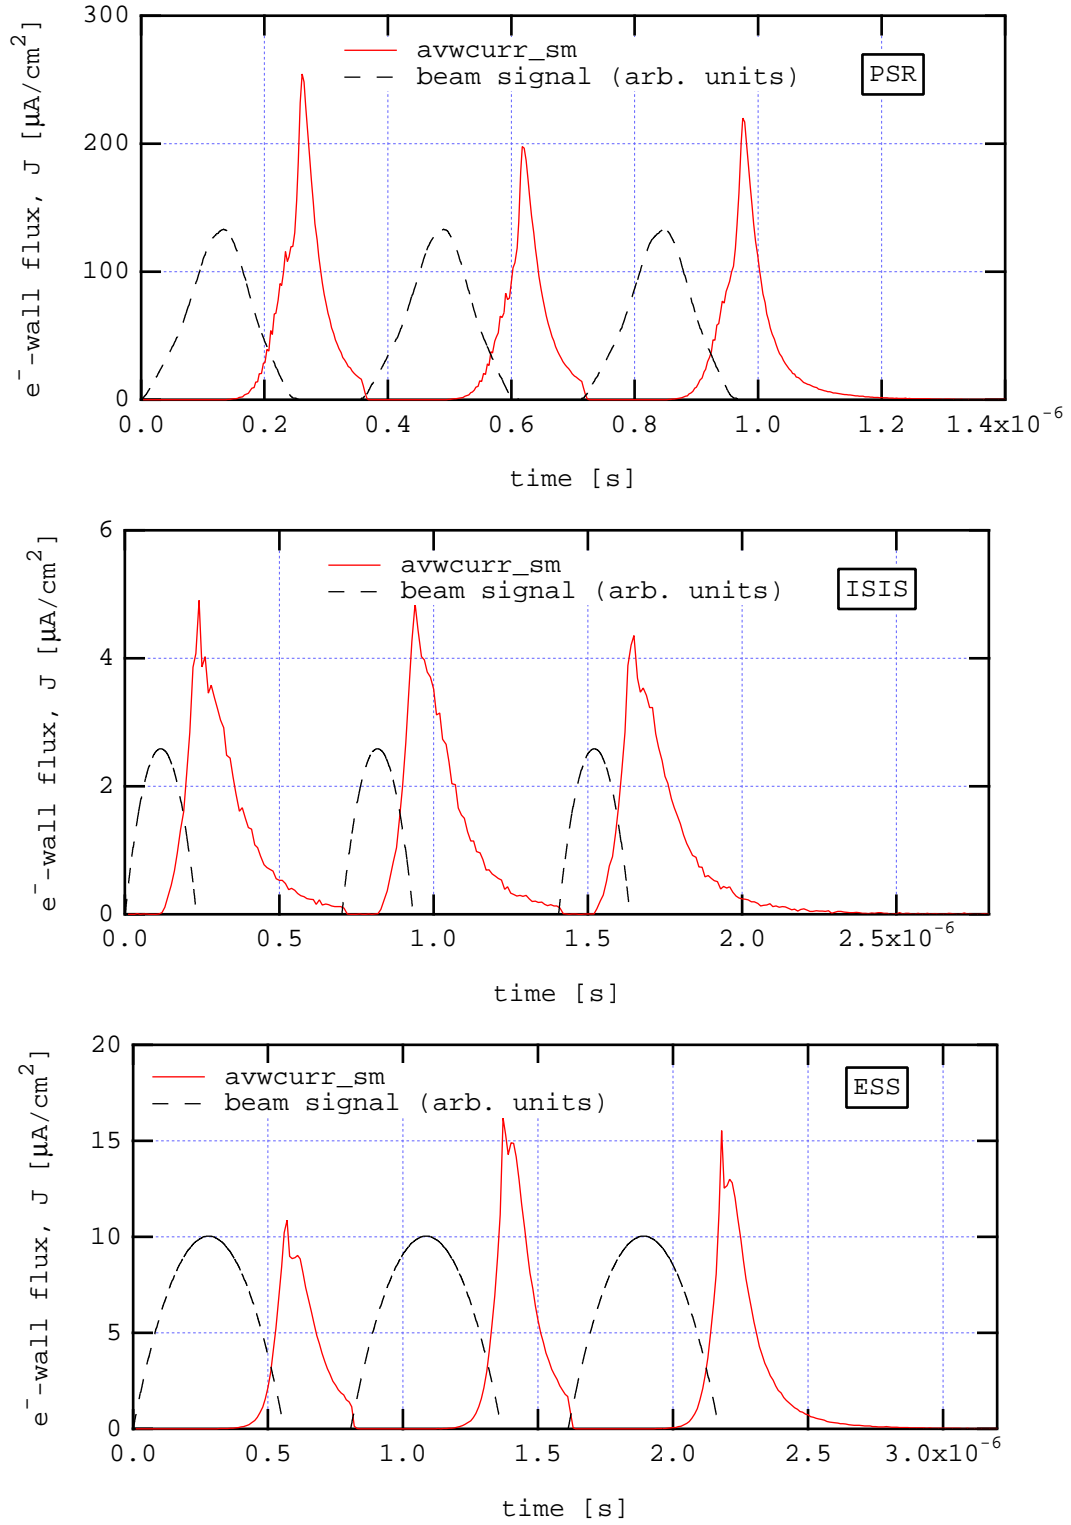 300
200
100
0
e⁻-wall flux, J [µA/cm²]
avwcurr_sm
beam signal (arb. units)
PSR
0.0 0.2 0.4 0.6 0.8 1.0 1.2 1.4x10⁻⁶
time [s]
6
4
2
0
e⁻-wall flux, J [µA/cm²]
avwcurr_sm
beam signal (arb. units)
ISIS
0.0 0.5 1.0 1.5 2.0 2.5x10⁻⁶
time [s]
20
15
10
5
0
e⁻-wall flux, J [µA/cm²]
avwcurr_sm
beam signal (arb. units)
ESS
0.0 0.5 1.0 1.5 2.0 2.5 3.0x10⁻⁶
time [s]